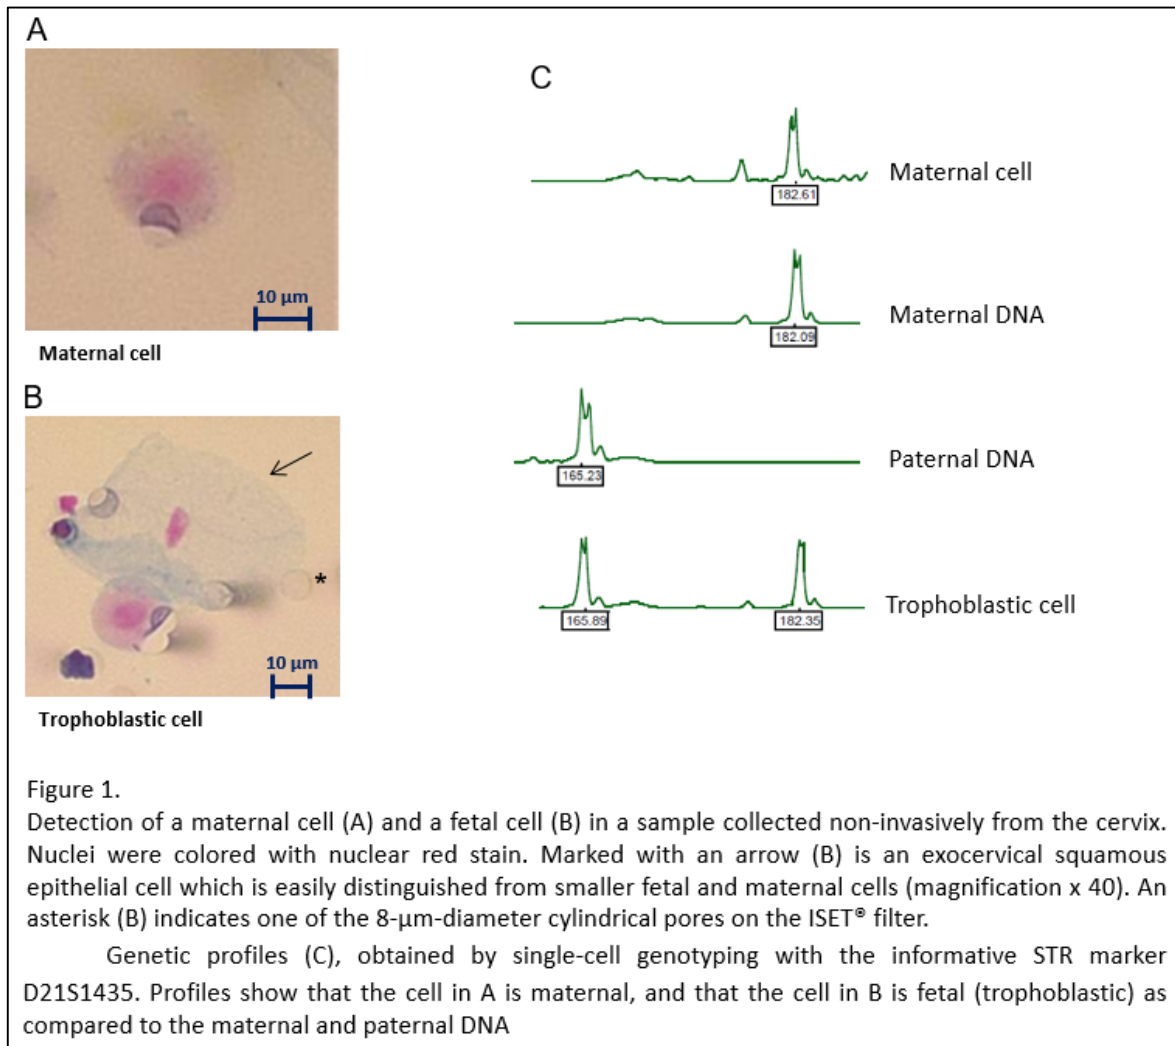 A
10 µm
Maternal cell
B
*
10 µm
Trophoblastic cell
C
182.61
Maternal cell
182.09
Maternal DNA
165.23
Paternal DNA
165.89
182.35
Trophoblastic cell
Figure 1.
Detection of a maternal cell (A) and a fetal cell (B) in a sample collected non-invasively from the cervix.
Nuclei were colored with nuclear red stain. Marked with an arrow (B) is an exocervical squamous
epithelial cell which is easily distinguished from smaller fetal and maternal cells (magnification x 40). An
asterisk (B) indicates one of the 8-µm-diameter cylindrical pores on the ISET® filter.
Genetic profiles (C), obtained by single-cell genotyping with the informative STR marker
D21S1435. Profiles show that the cell in A is maternal, and that the cell in B is fetal (trophoblastic) as
compared to the maternal and paternal DNA